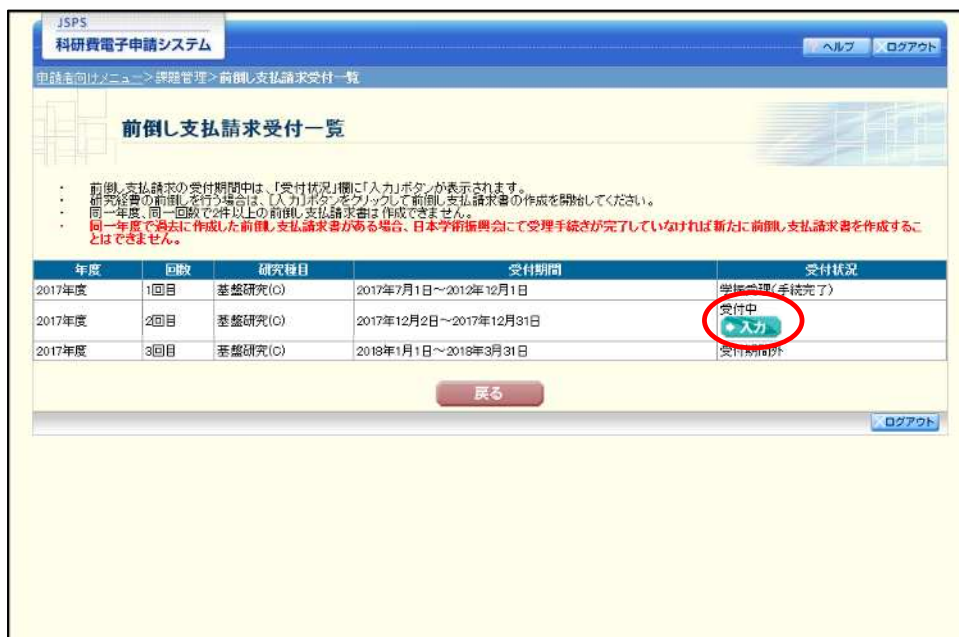 JSPS
科研費電子申請システム
ヘルプ ログアウト
申請者向けメニュー>課題管理>前倒し支払請求受付一覧
前倒し支払請求受付一覧
・ 前倒し支払請求の受付期間中は、「受付状況」欄に「入力」ボタンが表示されます。
・ 研究経費の前倒しを行う場合は、[入力]ボタンをクリックして前倒し支払請求書の作成を開始してください。
・ 同一年度、同一回数で2件以上の前倒し支払請求書は作成できません。
・ 同一年度で過去に作成した前倒し支払請求書がある場合、日本学術振興会にて受理手続きが完了していなければ新たに前倒し支払請求書を作成するこ
とはできません。
年度 回数 研究種目 受付期間 受付状況
2017年度 1回目 基盤研究(C) 2017年7月1日~2012年12月1日 学振受理(手続完了)
2017年度 2回目 基盤研究(C) 2017年12月2日~2017年12月31日 受付中
入力
2017年度 3回目 基盤研究(C) 2018年1月1日~2018年3月31日 受付期間外
戻る
ログアウト